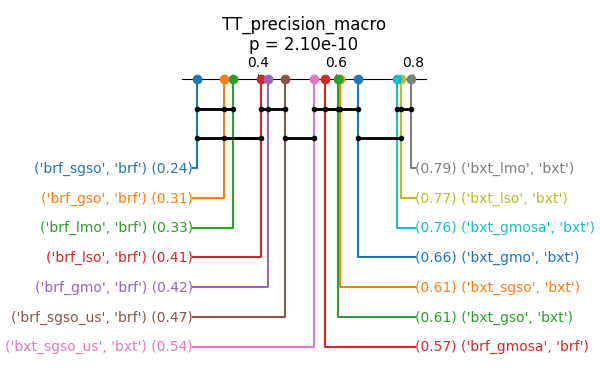 TT_precision_macro
p = 2.10e-10
0.4 0.6 0.8
('brf_sgso', 'brf') (0.24)
('brf_gso', 'brf') (0.31)
('brf_lmo', 'brf') (0.33)
('brf_lso', 'brf') (0.41)
('brf_gmo', 'brf') (0.42)
('brf_sgso_us', 'brf') (0.47)
('bxt_sgso_us', 'bxt') (0.54)
(0.79) ('bxt_lmo', 'bxt')
(0.77) ('bxt_lso', 'bxt')
(0.76) ('bxt_gmosa', 'bxt')
(0.66) ('bxt_gmo', 'bxt')
(0.61) ('bxt_sgso', 'bxt')
(0.61) ('bxt_gso', 'bxt')
(0.57) ('brf_gmosa', 'brf')